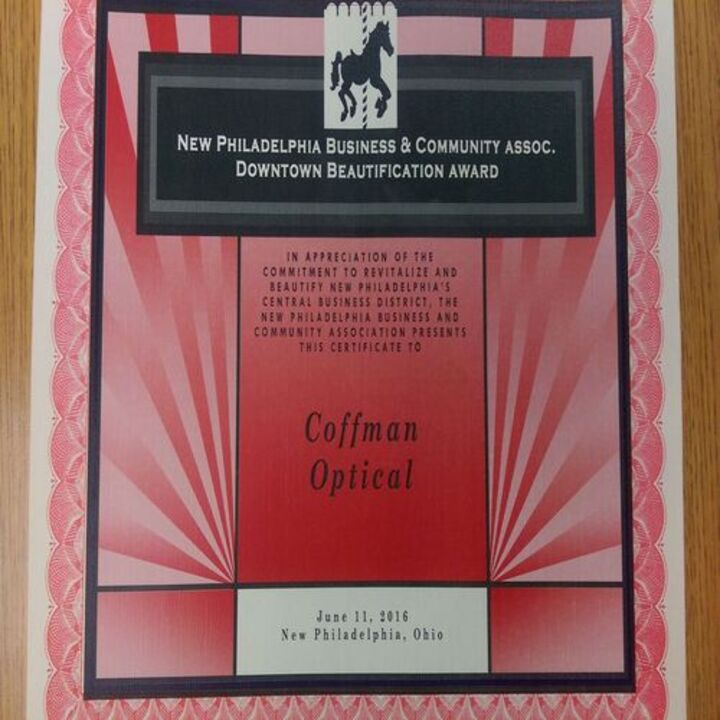 NEW PHILADELPHIA BUSINESS & COMMUNITY ASSOC.
DOWNTOWN BEAUTIFICATION AWARD
IN APPRECIATION OF THE
COMMITMENT TO REVITALIZE AND
BEAUTIFY NEW PHILADELPHIA'S
CENTRAL BUSINESS DISTRICT, THE
NEW PHILADELPHIA BUSINESS AND
COMMUNITY ASSOCIATION PRESENTS
THIS CERTIFICATE TO
Coffman
Optical
June 11, 2016
New Philadelphia, Ohio